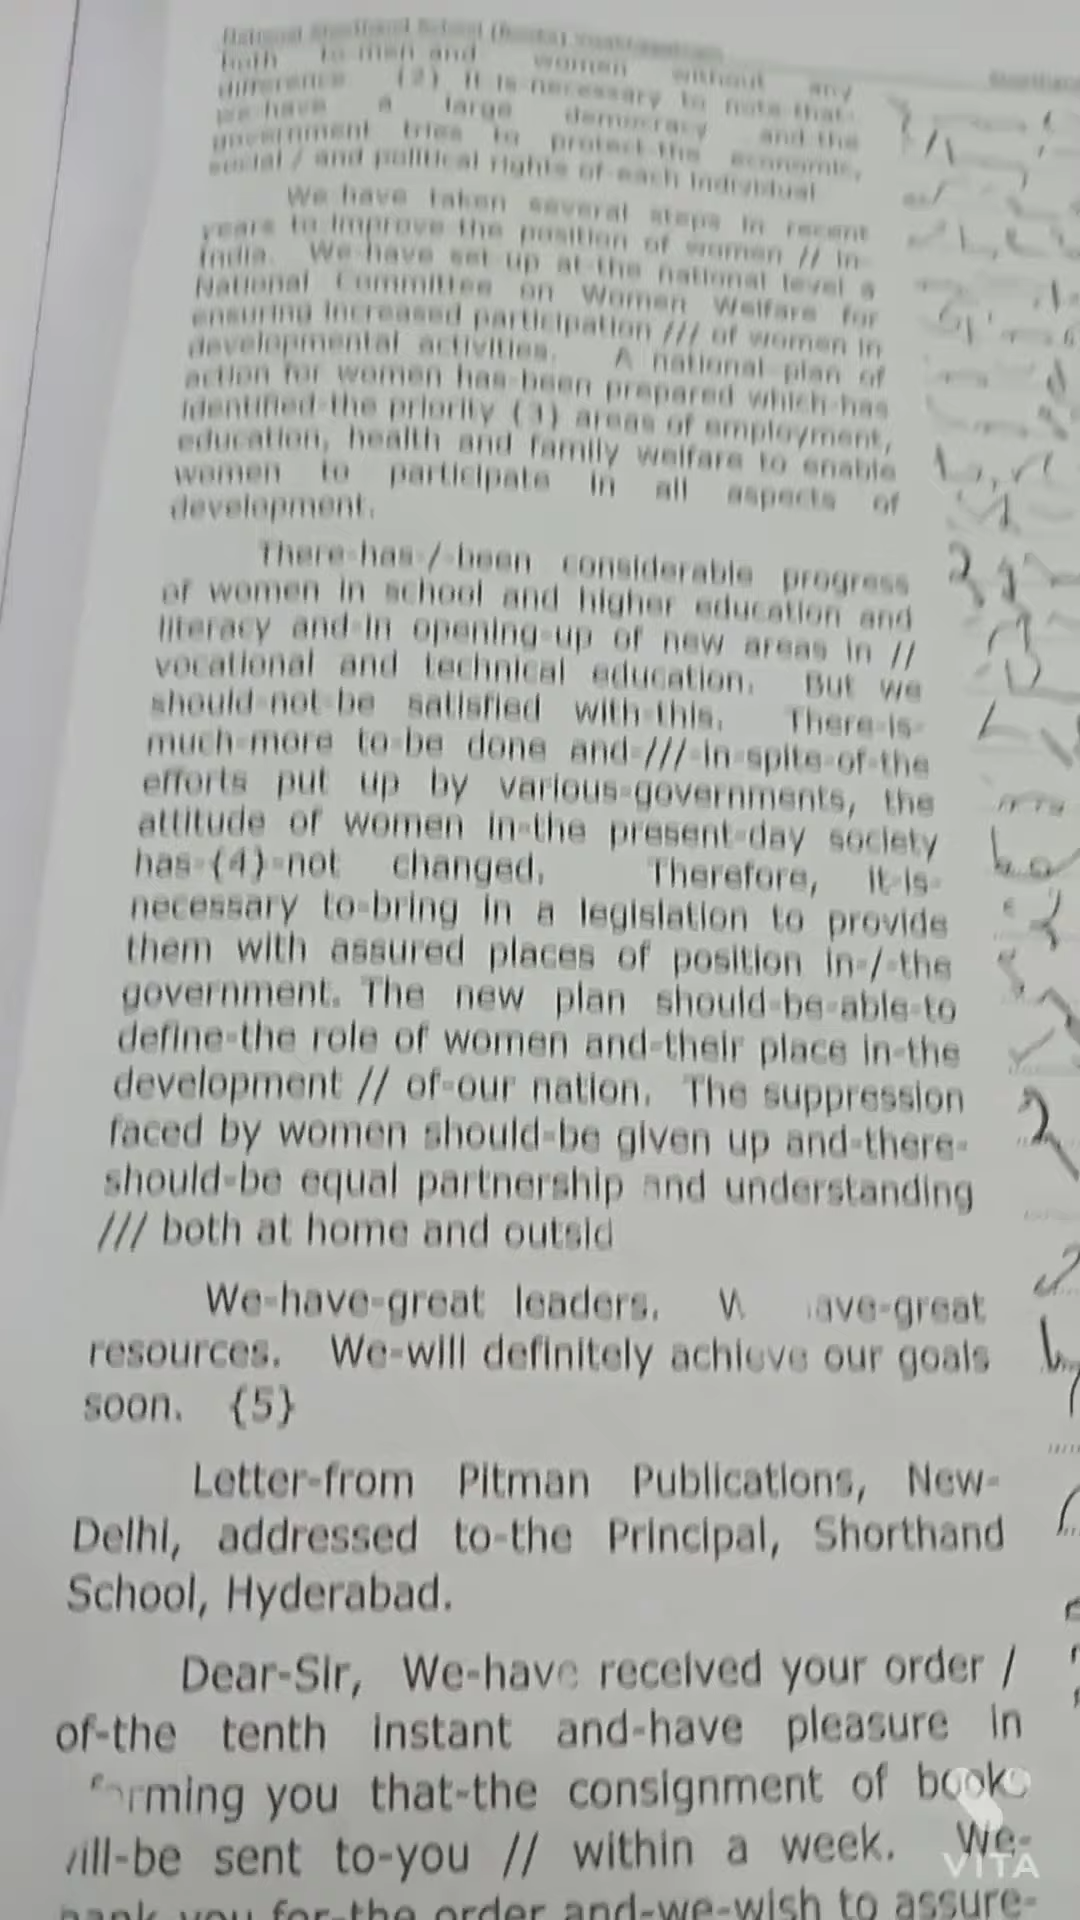 both to-men-and women without any
difference {2} It is-necessary to note-that-
we-have a large democracy and-the
government tries to protect-the economic,
social / and political rights of-each individual
We have taken several steps in recent
years to-improve the position of women // in-
India. We-have set up at-the national level a
National Committee on Women Welfare for
ensuring increased participation /// of women in
developmental activities. A national plan of
action for women has-been prepared which-has
identified-the priority {3} areas of employment,
education, health and family welfare to enable
women to participate in all aspects of
development.
There-has-/-been considerable progress
of women in school and higher education and
literacy and-in opening-up of new areas in //
vocational and technical education. But we
should-not-be satisfied with-this. There-is-
much-more to-be done and-///-in-spite-of-the
efforts put up by various-governments, the
attitude of women in-the present-day society
has-{4}-not changed. Therefore, it-is-
necessary to-bring in a legislation to provide
them with assured places of position in-/-the
government. The new plan should-be-able-to
define-the role of women and-their place in-the
development // of-our nation. The suppression
faced by women should-be given up and-there-
should-be equal partnership and understanding
/// both at home and outsid
We-have-great leaders. ave-great
resources. We-will definitely achieve our goals
soon. {5}
Letter-from Pitman Publications, New-
Delhi, addressed to-the Principal, Shorthand
School, Hyderabad.
Dear-Sir, We-have received your order /
of-the tenth instant and-have pleasure in
forming you that-the consignment of books
ill-be sent to-you // within a week. We-
ank you for-the order and-we-wish to assure-
VITA